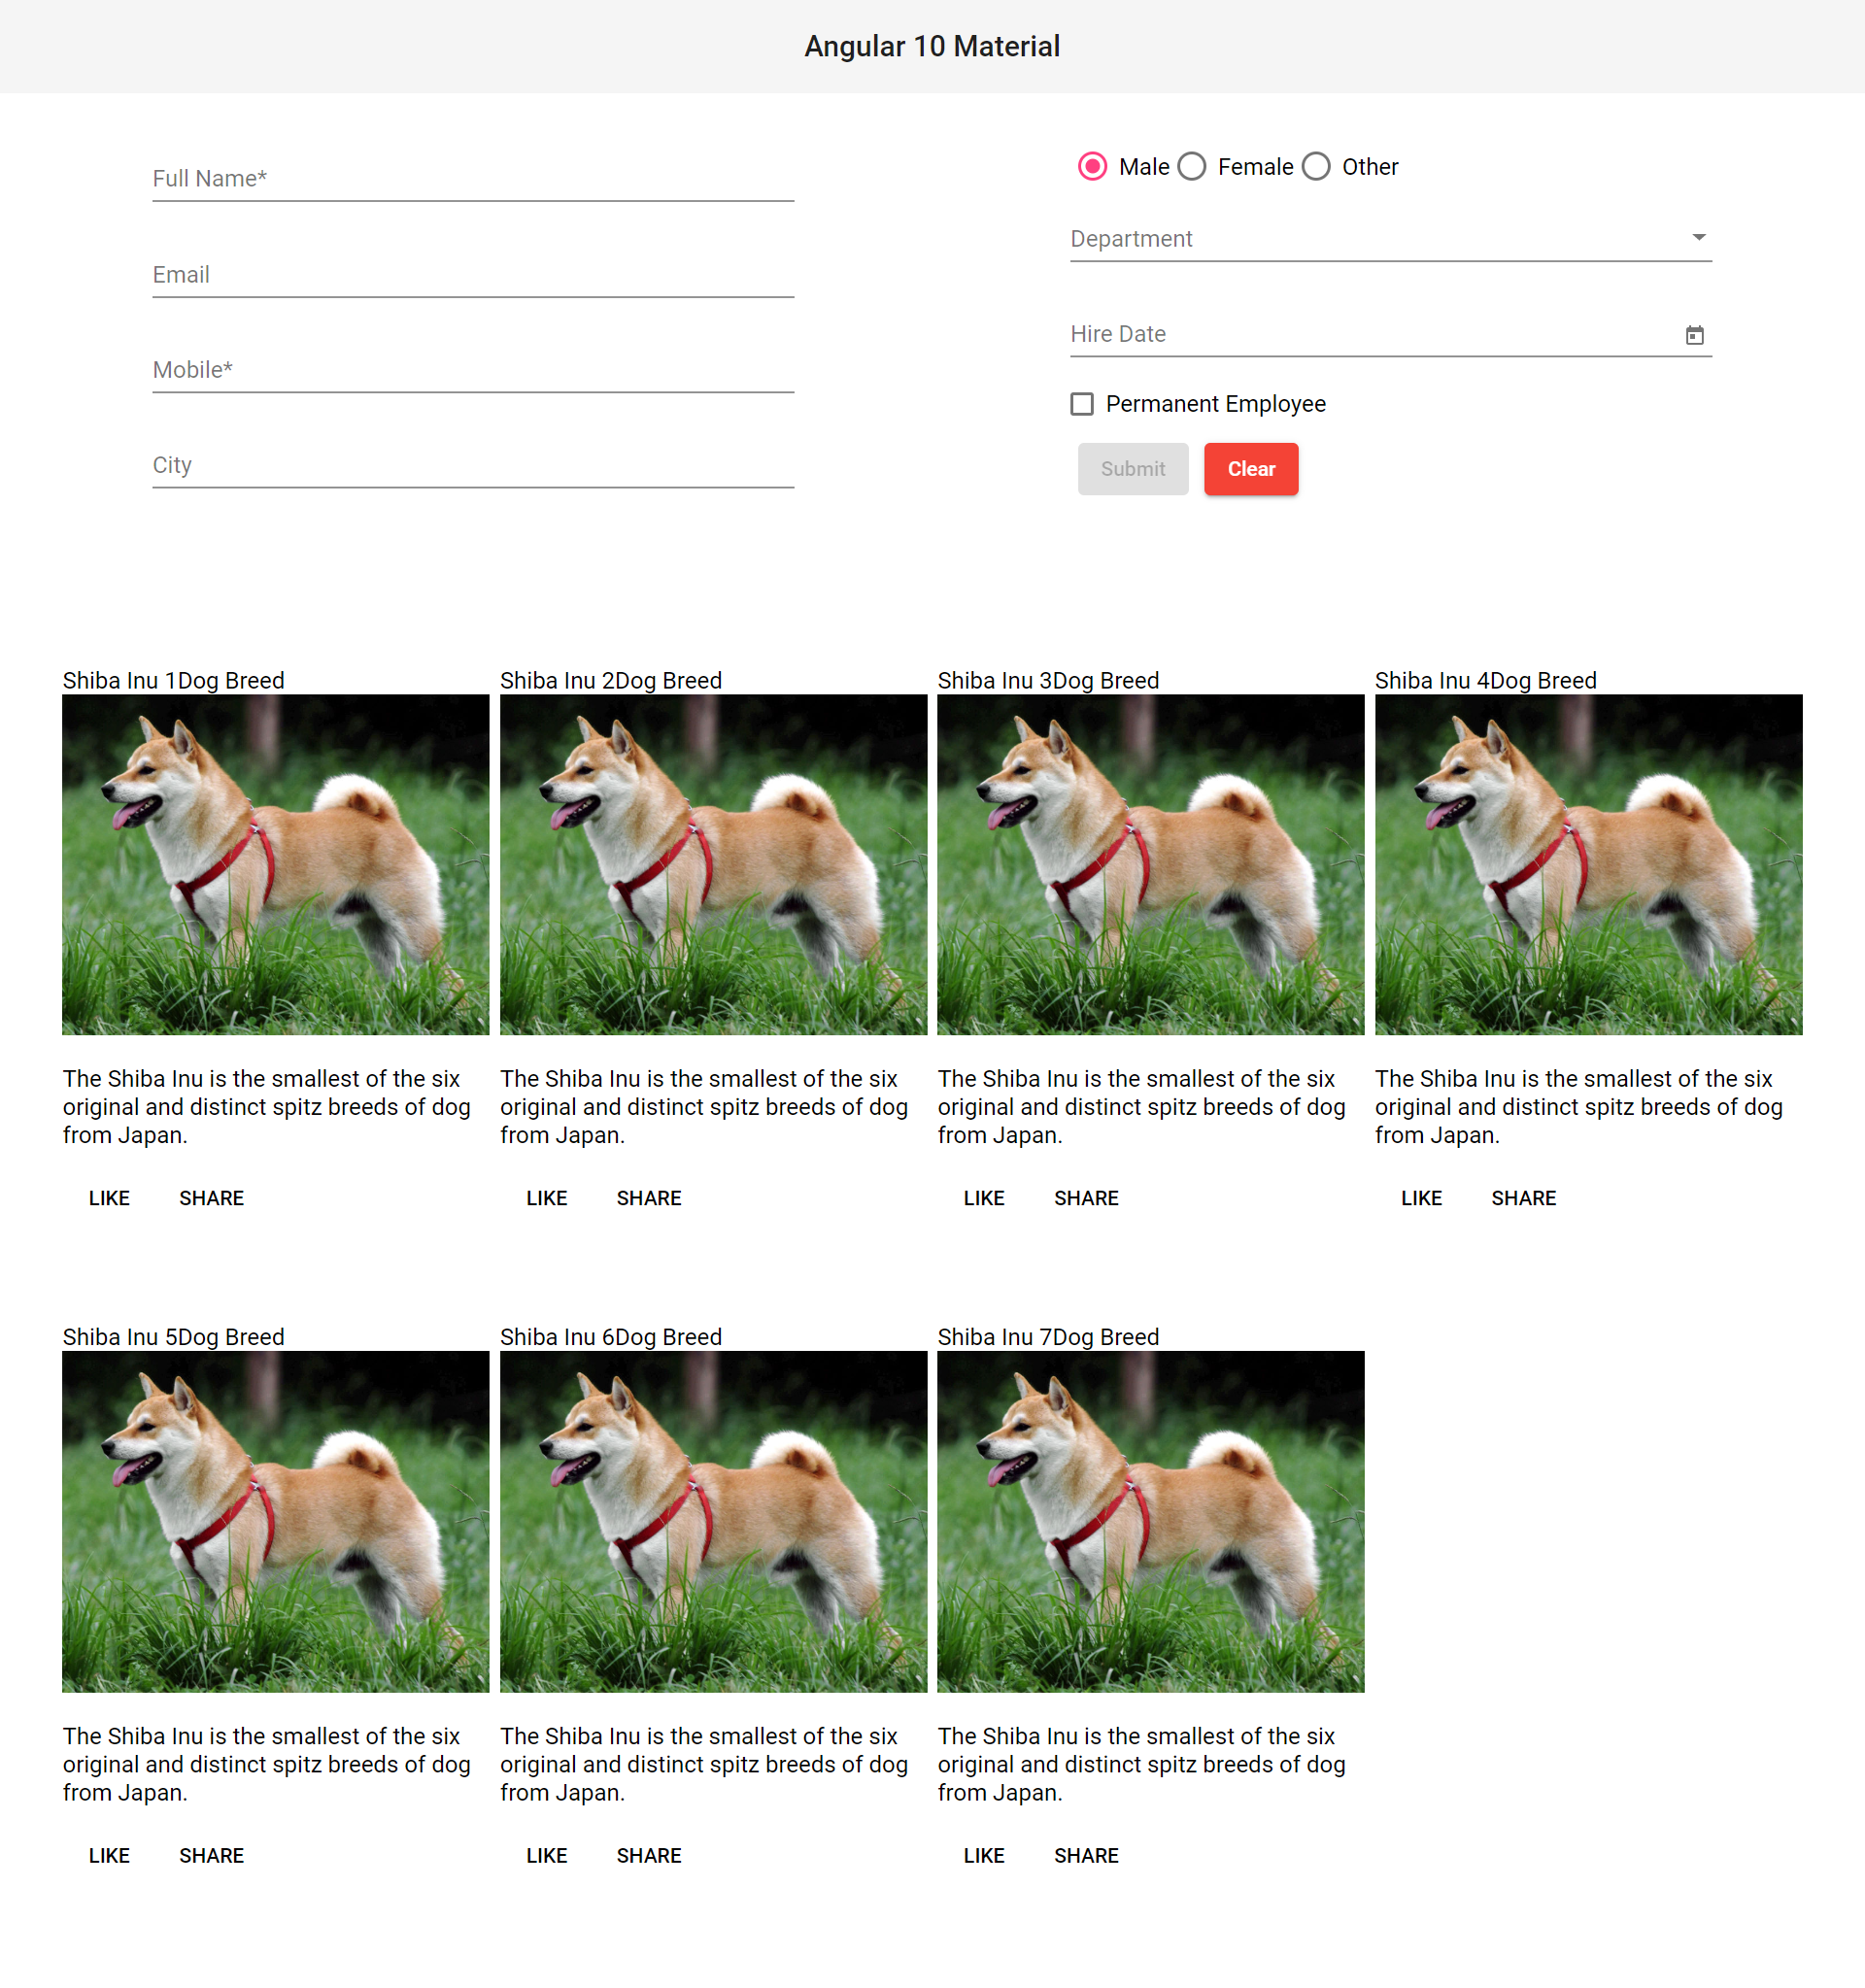 Angular 10 Material
Full Name*
Email
Mobile*
City
Male Female Other
Department
Hire Date
Permanent Employee
Submit Clear
Shiba Inu 1Dog Breed
The Shiba Inu is the smallest of the six
original and distinct spitz breeds of dog
from Japan.
LIKE SHARE
Shiba Inu 2Dog Breed
The Shiba Inu is the smallest of the six
original and distinct spitz breeds of dog
from Japan.
LIKE SHARE
Shiba Inu 3Dog Breed
The Shiba Inu is the smallest of the six
original and distinct spitz breeds of dog
from Japan.
LIKE SHARE
Shiba Inu 4Dog Breed
The Shiba Inu is the smallest of the six
original and distinct spitz breeds of dog
from Japan.
LIKE SHARE
Shiba Inu 5Dog Breed
The Shiba Inu is the smallest of the six
original and distinct spitz breeds of dog
from Japan.
LIKE SHARE
Shiba Inu 6Dog Breed
The Shiba Inu is the smallest of the six
original and distinct spitz breeds of dog
from Japan.
LIKE SHARE
Shiba Inu 7Dog Breed
The Shiba Inu is the smallest of the six
original and distinct spitz breeds of dog
from Japan.
LIKE SHARE